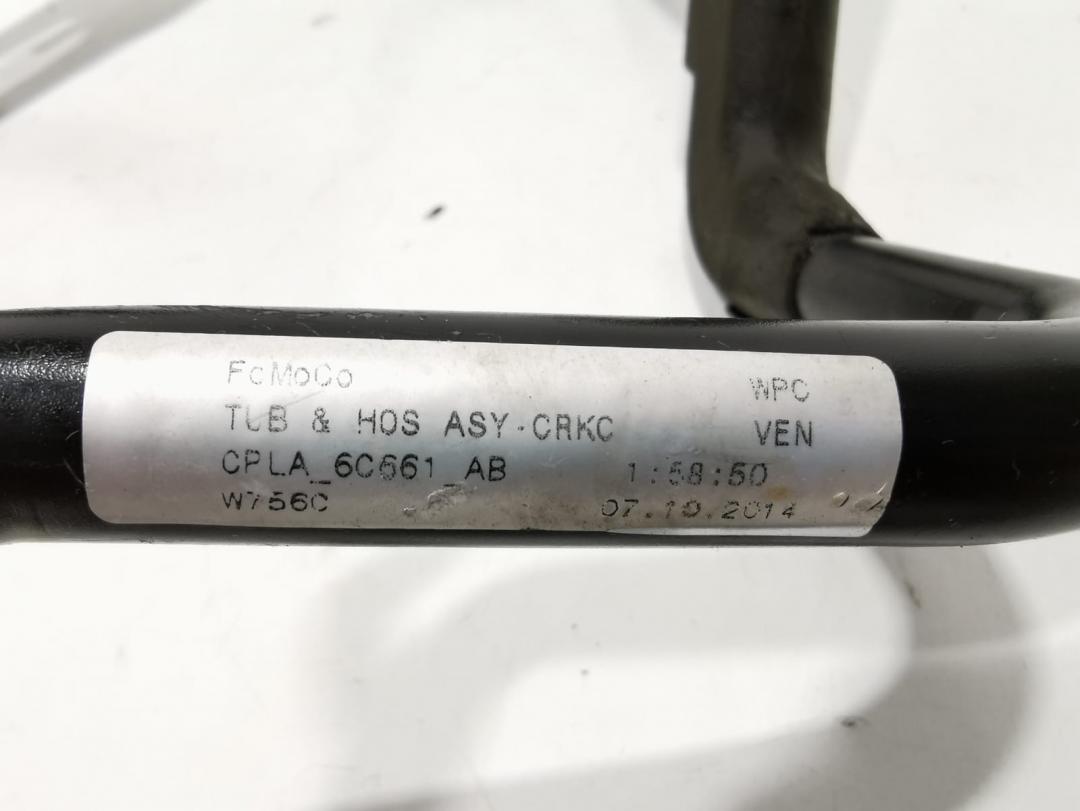 FoMoCo WPC
TUB & HOS ASY-CRKC VEN
CPLA_6C661_AB 1:58:50
W756C 07.10.2014